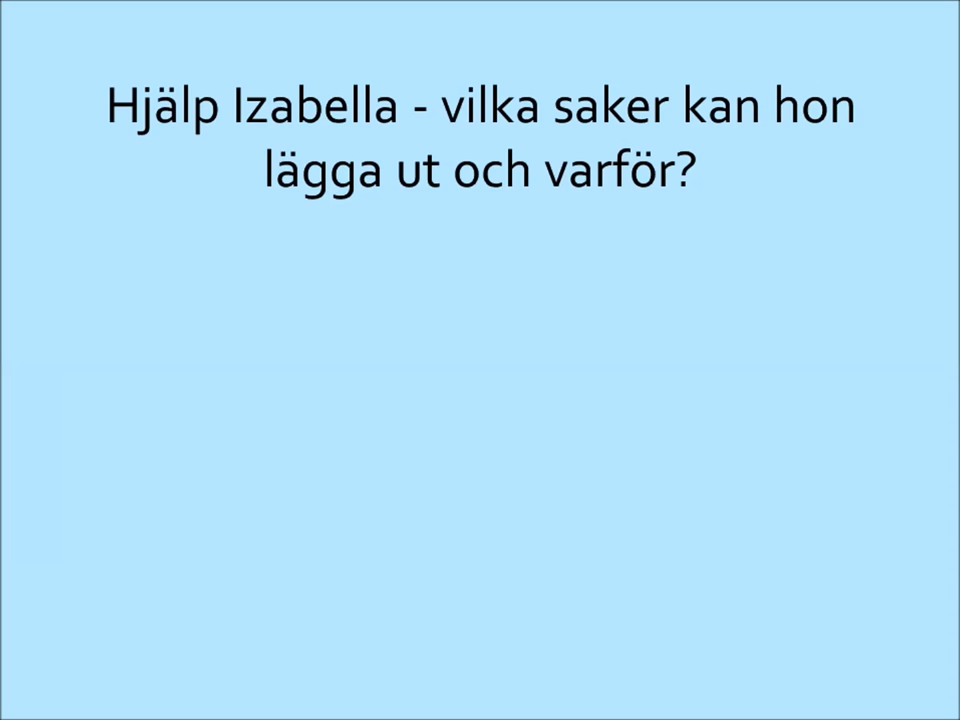 Hjälp Izabella - vilka saker kan hon
lägga ut och varför?